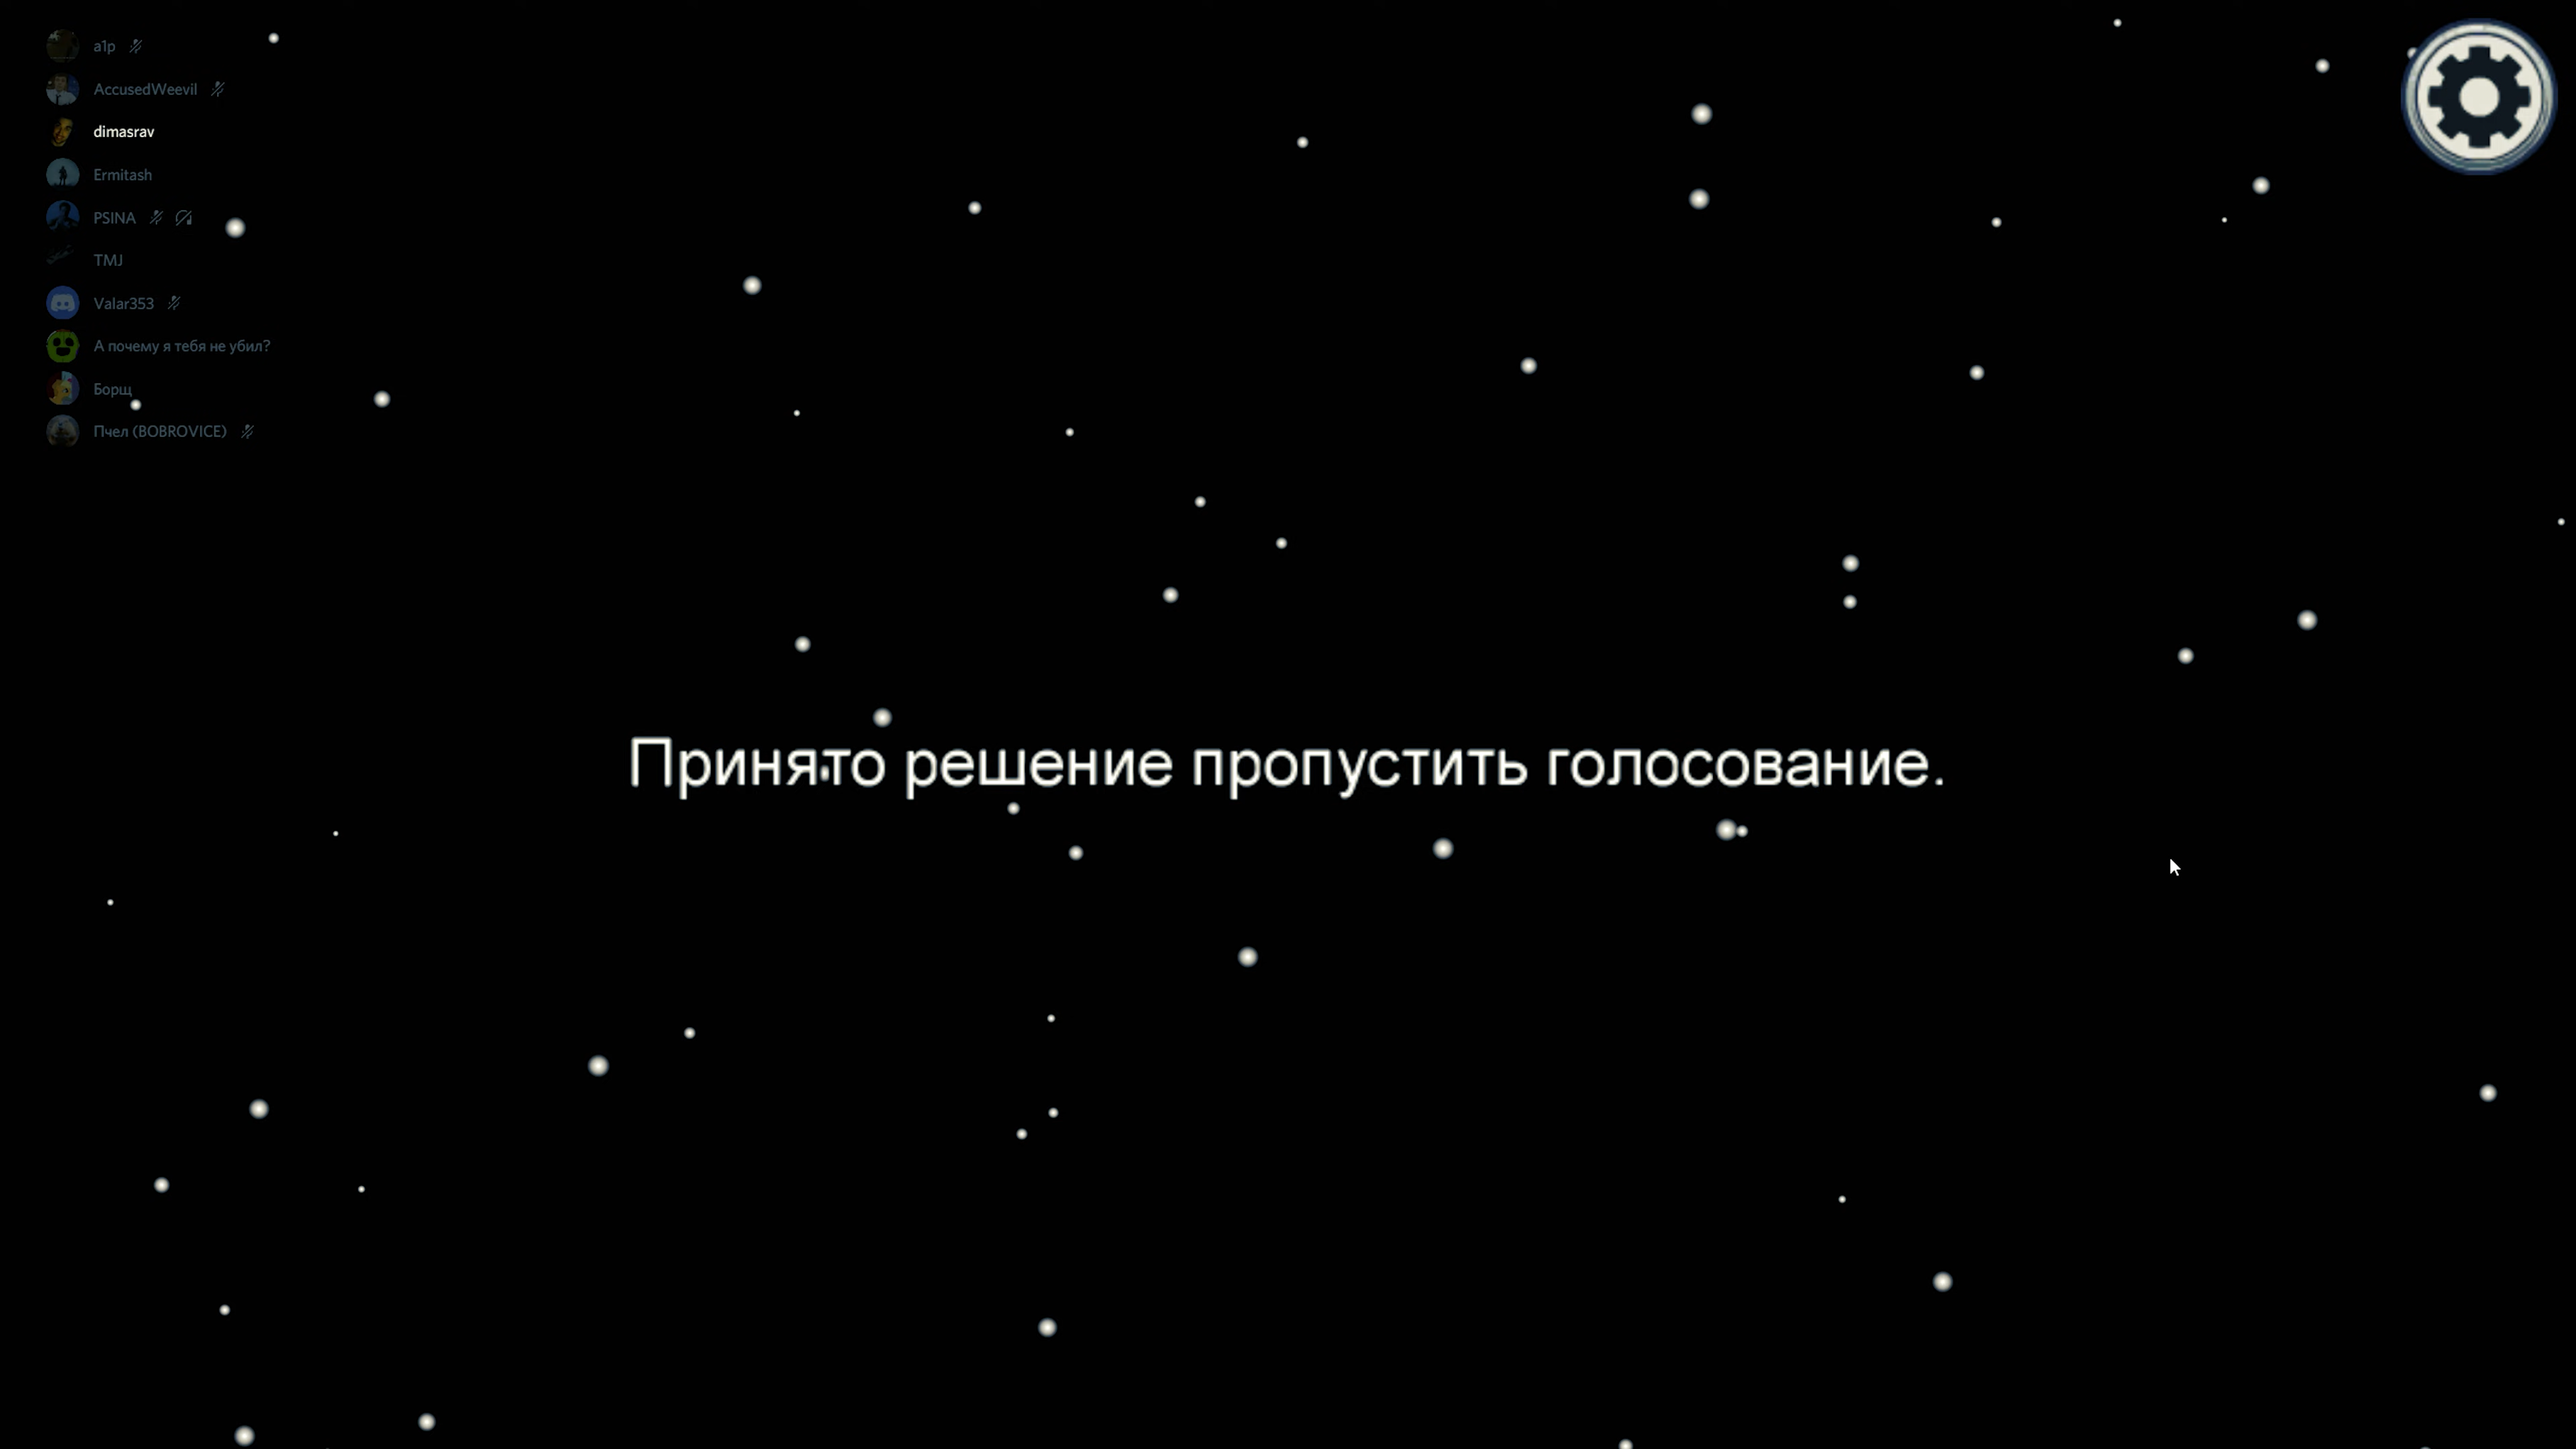 a1p
AccusedWeevil
dimasrav
Ermitash
PSINA
TMJ
Valar353
А почему я тебя не убил?
Борщ
Пчел (BOBROVICE)
Принято решение пропустить голосование.